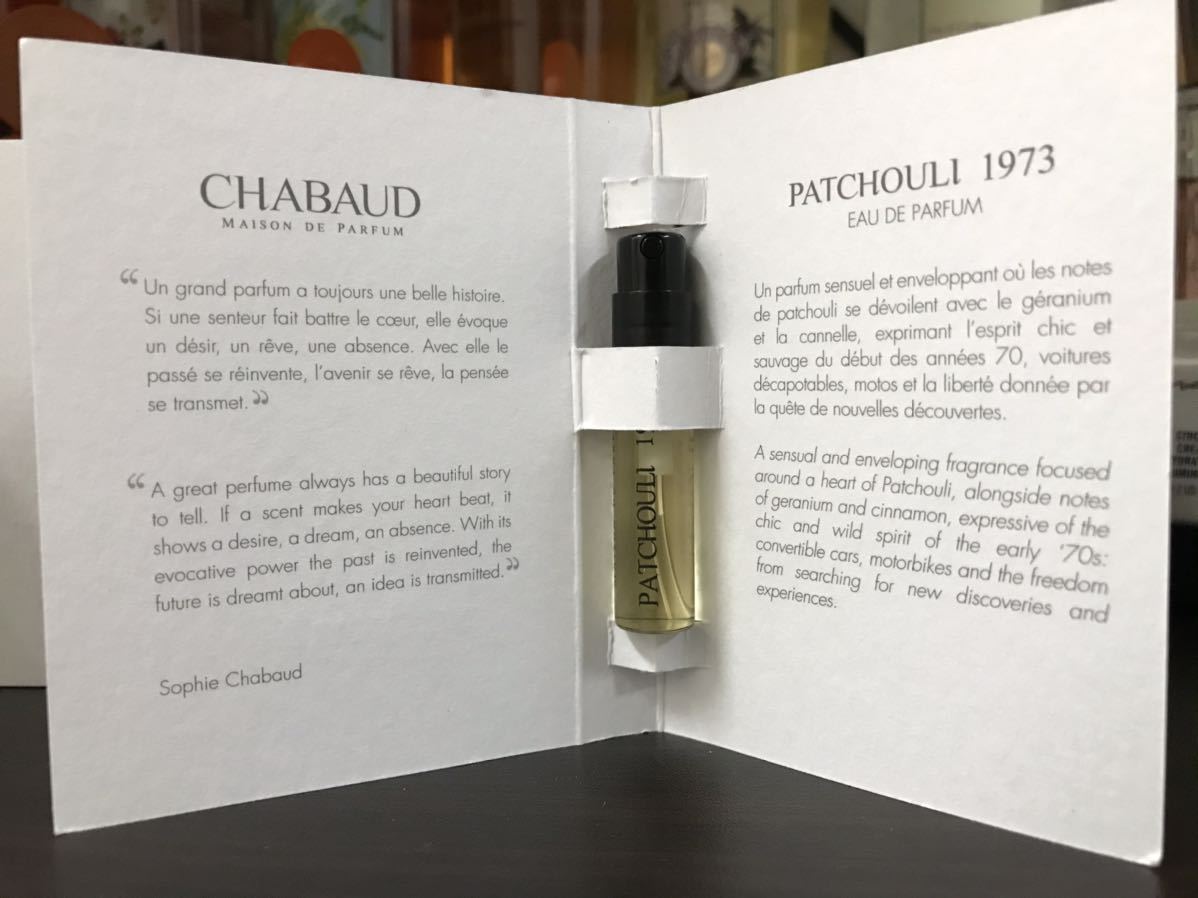 CHABAUD
MAISON DE PARFUM
“ Un grand parfum a toujours une belle histoire.
Si une senteur fait battre le cœur, elle évoque
un désir, un rêve, une absence. Avec elle le
passé se réinvente, l’avenir se rêve, la pensée
se transmet. ”
“ A great perfume always has a beautiful story
to tell. If a scent makes your heart beat, it
shows a desire, a dream, an absence. With its
evocative power the past is reinvented, the
future is dreamt about, an idea is transmitted. ”
Sophie Chabaud
PATCHOULI 19
PATCHOULI 1973
EAU DE PARFUM
Un parfum sensuel et enveloppant où les notes
de patchouli se dévoilent avec le géranium
et la cannelle, exprimant l’esprit chic et
sauvage du début des années 70, voitures
décapotables, motos et la liberté donnée par
la quête de nouvelles découvertes.
A sensual and enveloping fragrance focused
around a heart of Patchouli, alongside notes
of geranium and cinnamon, expressive of the
chic and wild spirit of the early ’70s:
convertible cars, motorbikes and the freedom
from searching for new discoveries and
experiences.